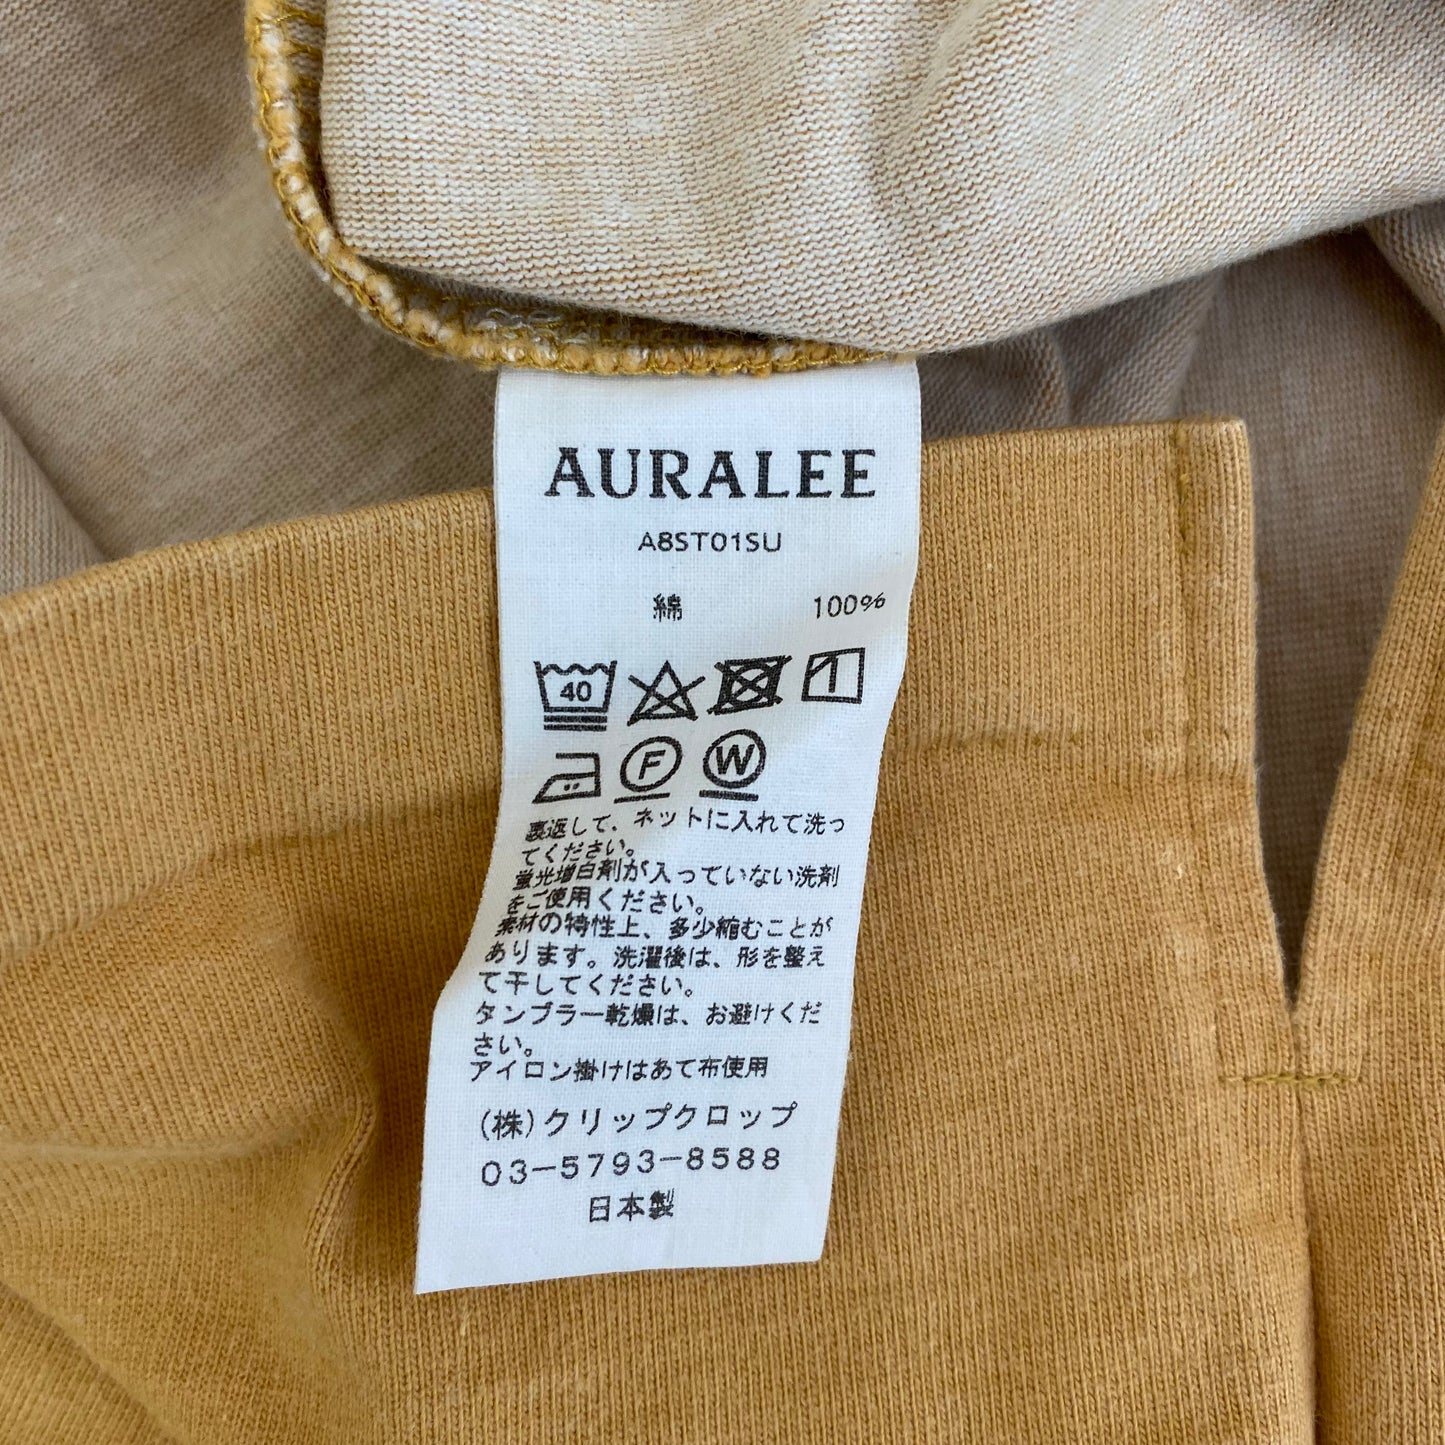 AURALEE
A8ST01SU
綿 100%
40
F W
裏返して、ネットに入れて洗っ
てください。
蛍光増白剤が入っていない洗剤
をご使用ください。
素材の特性上、多少縮むことが
あります。洗濯後は、形を整え
て干してください。
タンブラー乾燥は、お避けくだ
さい。
アイロン掛けはあて布使用
(株)クリップクロップ
03-5793-8588
日本製